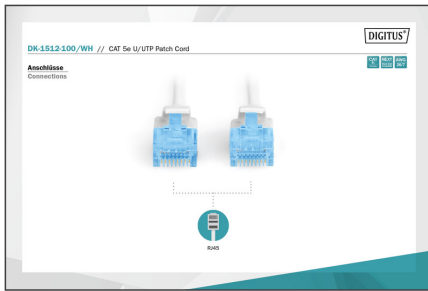 DIGITUS®
DK-1512-100/WH // CAT 5e U/UTP Patch Cord
Anschlüsse
Connections
RJ45